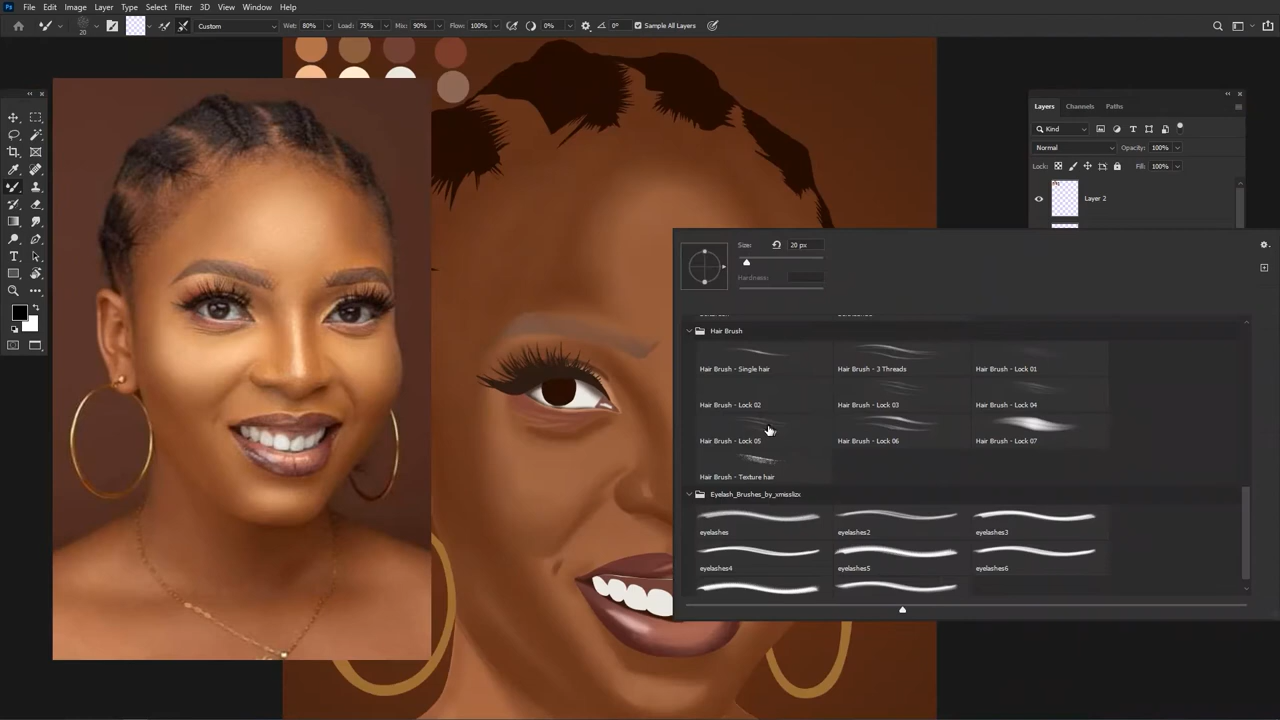 Ps File Edit Image Layer Type Select Filter 3D View Window Help
20 Custom Wet: 80% Load: 75% Mix: 90% Flow: 100% 0% 0° Sample All Layers
Layers Channels Paths
Kind
Normal Opacity: 100%
Lock: Fill: 100%
Layer 2
Size: 20 px
Hardness:
Hair Brush
Hair Brush - Single hair Hair Brush - 3 Threads Hair Brush - Lock 01
Hair Brush - Lock 02 Hair Brush - Lock 03 Hair Brush - Lock 04
Hair Brush - Lock 05 Hair Brush - Lock 06 Hair Brush - Lock 07
Hair Brush - Texture hair
Eyelash_Brushes_by_xmisslizx
eyelashes eyelashes2 eyelashes3
eyelashes4 eyelashes5 eyelashes6